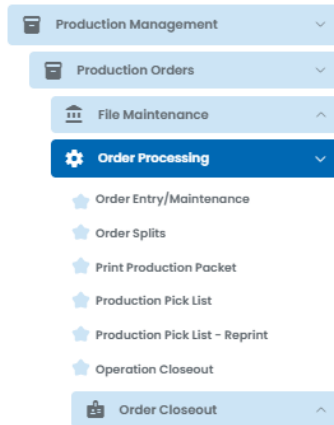 Production Management
Production Orders
File Maintenance
Order Processing
Order Entry/Maintenance
Order Splits
Print Production Packet
Production Pick List
Production Pick List - Reprint
Operation Closeout
Order Closeout